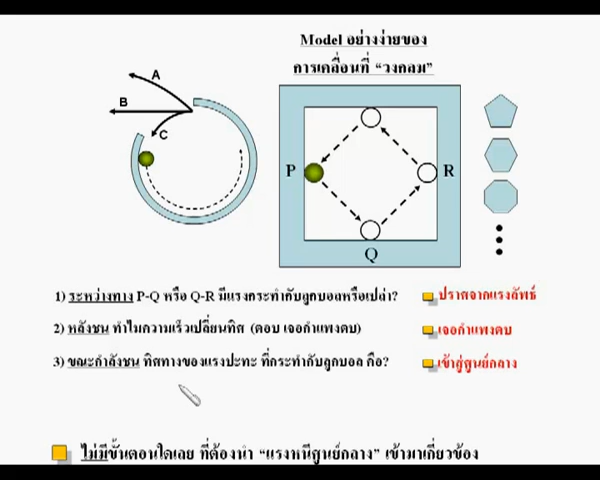 Model อย่างง่ายของ
การเคลื่อนที่ “วงกลม”
A
B
C
P
R
Q
1) ระหว่างทาง P-Q หรือ Q-R มีแรงกระทำกับลูกบอลหรือเปล่า?
ปราศจากแรงลัพธ์
2) หลังชน ทำไมความเร็วเปลี่ยนทิศ (ตอบ เจอกำแพงตบ)
เจอกำแพงตบ
3) ขณะกำลังชน ทิศทางของแรงปะทะ ที่กระทำกับลูกบอล คือ?
เข้าสู่ศูนย์กลาง
ไม่มีขั้นตอนใดเลย ที่ต้องนำ “แรงหนีศูนย์กลาง” เข้ามาเกี่ยวข้อง